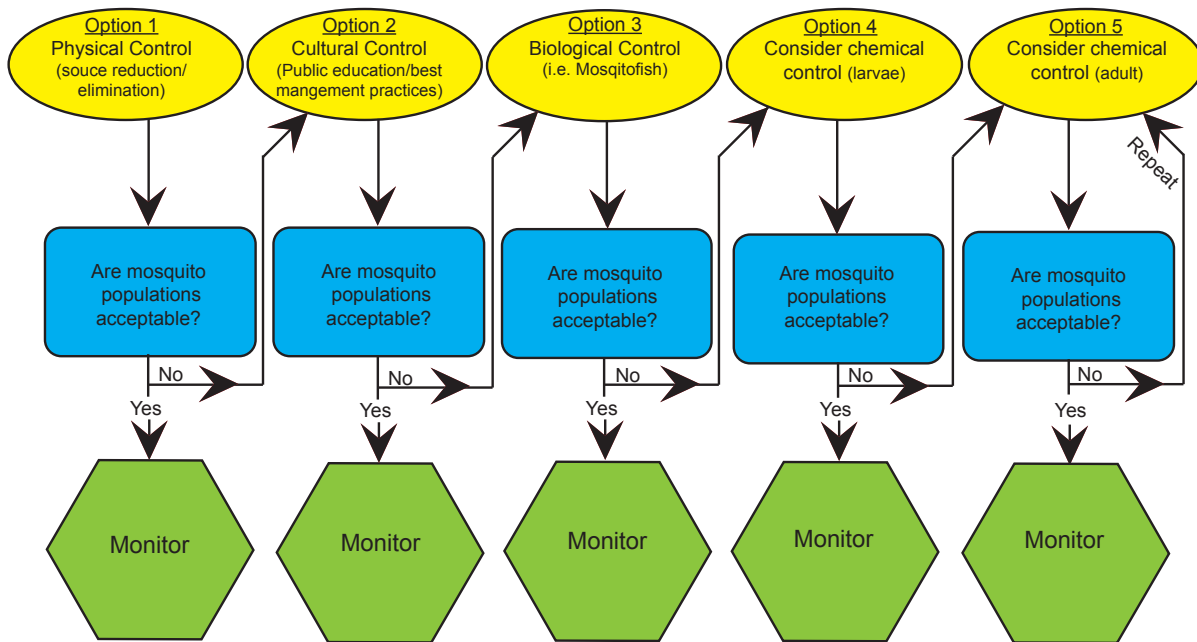 Option 1
Physical Control
(souce reduction/
elimination)
Option 2
Cultural Control
(Public education/best
mangement practices)
Option 3
Biological Control
(i.e. Mosqitofish)
Option 4
Consider chemical
control (larvae)
Option 5
Consider chemical
control (adult)
Repeat
Are mosquito
populations
acceptable?
Are mosquito
populations
acceptable?
Are mosquito
populations
acceptable?
Are mosquito
populations
acceptable?
Are mosquito
populations
acceptable?
No
No
No
No
No
Yes
Yes
Yes
Yes
Yes
Monitor
Monitor
Monitor
Monitor
Monitor